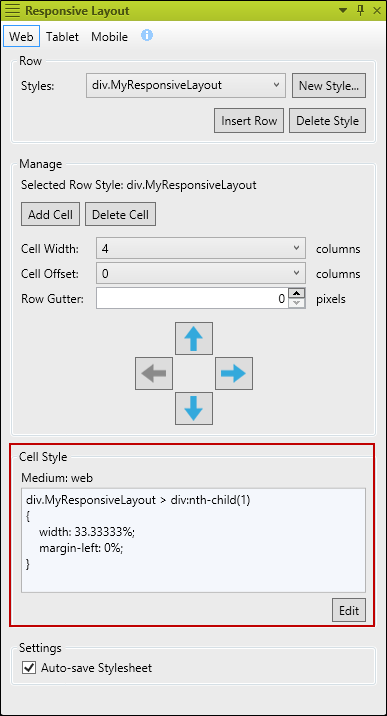 Responsive Layout
Web Tablet Mobile i
Row
Styles: div.MyResponsiveLayout New Style...
Insert Row Delete Style
Manage
Selected Row Style: div.MyResponsiveLayout
Add Cell Delete Cell
Cell Width: 4 columns
Cell Offset: 0 columns
Row Gutter: 0 pixels
Cell Style
Medium: web
div.MyResponsiveLayout > div:nth-child(1)
{
width: 33.33333%;
margin-left: 0%;
}
Edit
Settings
Auto-save Stylesheet